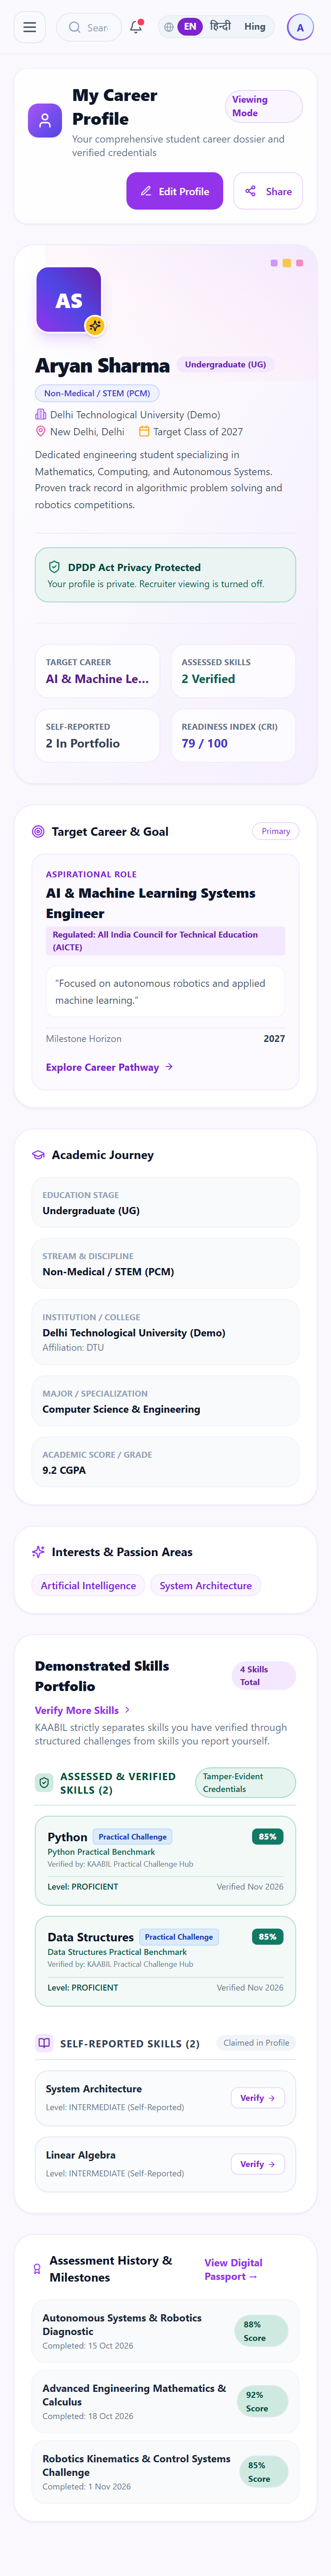 Sear
EN
हिन्दी
Hing
A
My Career
Profile
Viewing
Mode
Your comprehensive student career dossier and
verified credentials
Edit Profile
Share
AS
Aryan Sharma
Undergraduate (UG)
Non-Medical / STEM (PCM)
Delhi Technological University (Demo)
New Delhi, Delhi
Target Class of 2027
Dedicated engineering student specializing in
Mathematics, Computing, and Autonomous Systems.
Proven track record in algorithmic problem solving and
robotics competitions.
DPDP Act Privacy Protected
Your profile is private. Recruiter viewing is turned off.
TARGET CAREER
AI & Machine Le...
ASSESSED SKILLS
2 Verified
SELF-REPORTED
2 In Portfolio
READINESS INDEX (CRI)
79 / 100
Target Career & Goal
Primary
ASPIRATIONAL ROLE
AI & Machine Learning Systems
Engineer
Regulated: All India Council for Technical Education
(AICTE)
"Focused on autonomous robotics and applied
machine learning."
Milestone Horizon
2027
Explore Career Pathway →
Academic Journey
EDUCATION STAGE
Undergraduate (UG)
STREAM & DISCIPLINE
Non-Medical / STEM (PCM)
INSTITUTION / COLLEGE
Delhi Technological University (Demo)
Affiliation: DTU
MAJOR / SPECIALIZATION
Computer Science & Engineering
ACADEMIC SCORE / GRADE
9.2 CGPA
Interests & Passion Areas
Artificial Intelligence
System Architecture
Demonstrated Skills
Portfolio
4 Skills
Total
Verify More Skills >
KAABIL strictly separates skills you have verified through
structured challenges from skills you report yourself.
ASSESSED & VERIFIED
SKILLS (2)
Tamper-Evident
Credentials
Python
Practical Challenge
85%
Python Practical Benchmark
Verified by: KAABIL Practical Challenge Hub
Level: PROFICIENT
Verified Nov 2026
Data Structures
Practical Challenge
85%
Data Structures Practical Benchmark
Verified by: KAABIL Practical Challenge Hub
Level: PROFICIENT
Verified Nov 2026
SELF-REPORTED SKILLS (2)
Claimed in Profile
System Architecture
Level: INTERMEDIATE (Self-Reported)
Verify →
Linear Algebra
Level: INTERMEDIATE (Self-Reported)
Verify →
Assessment History &
Milestones
View Digital
Passport →
Autonomous Systems & Robotics
Diagnostic
Completed: 15 Oct 2026
88%
Score
Advanced Engineering Mathematics &
Calculus
Completed: 18 Oct 2026
92%
Score
Robotics Kinematics & Control Systems
Challenge
Completed: 1 Nov 2026
85%
Score